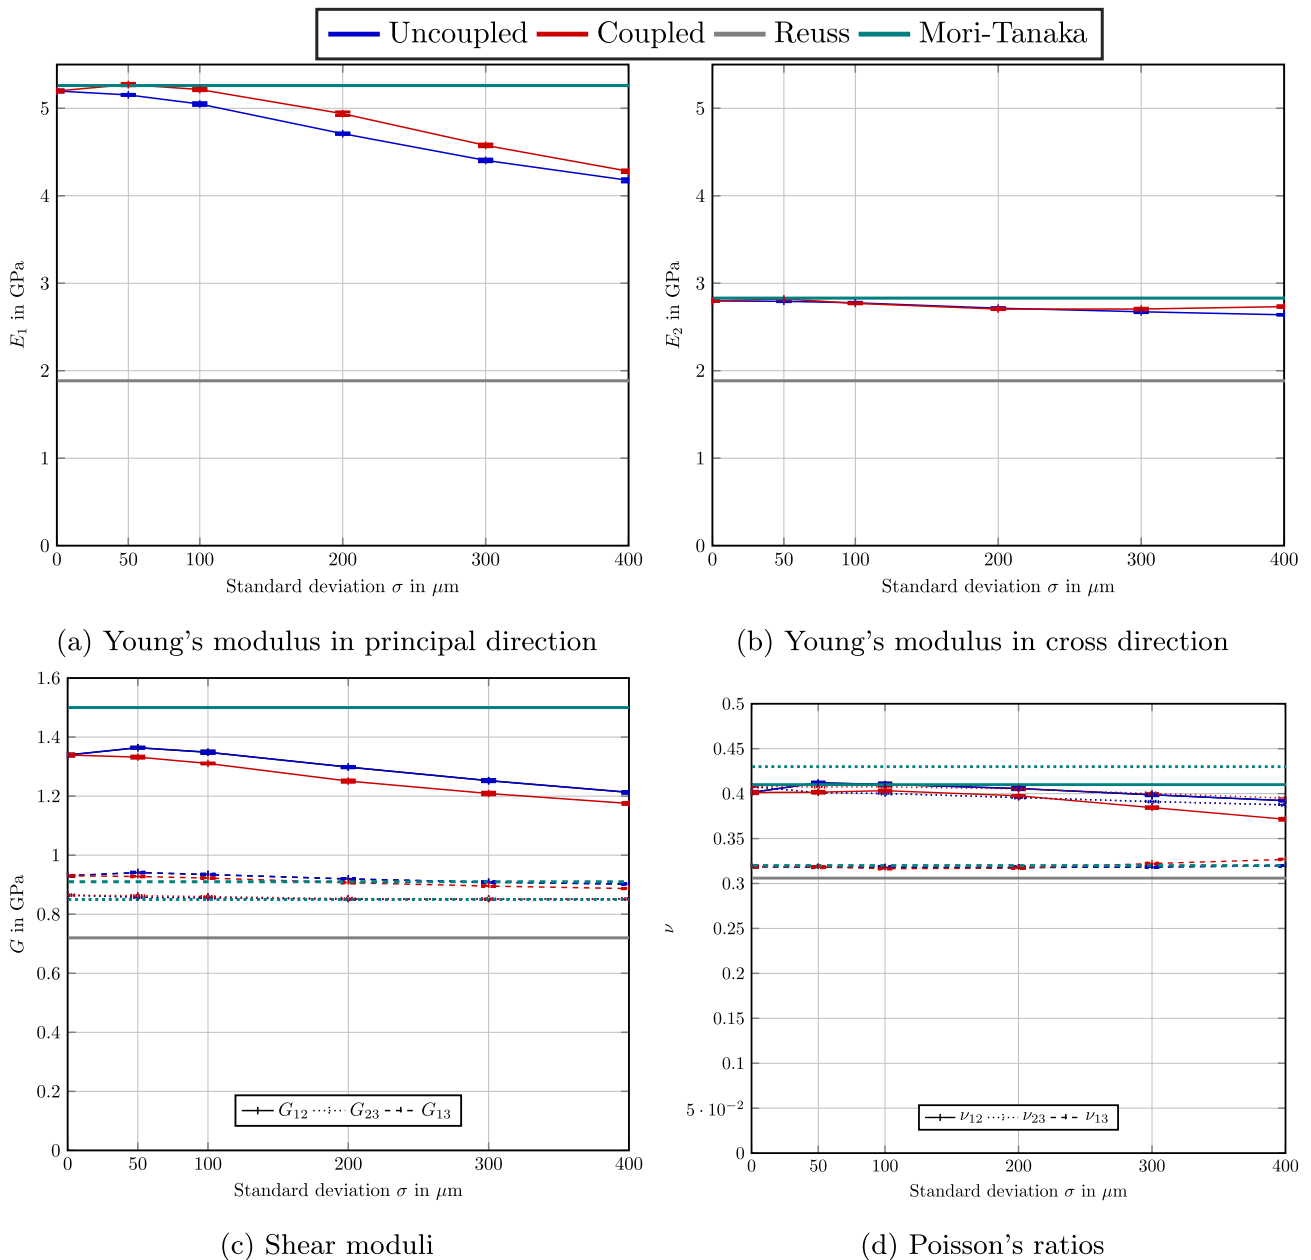 Uncoupled Coupled Reuss Mori-Tanaka
5
4
3
2
1
0
E₁ in GPa
0 50 100 200 300 400
Standard deviation σ in μm
(a) Young's modulus in principal direction
5
4
3
2
1
0
E₂ in GPa
0 50 100 200 300 400
Standard deviation σ in μm
(b) Young's modulus in cross direction
1.6
1.4
1.2
1
0.8
0.6
0.4
0.2
0
G in GPa
G₁₂ G₂₃ G₁₃
0 50 100 200 300 400
Standard deviation σ in μm
(c) Shear moduli
0.5
0.45
0.4
0.35
0.3
0.25
0.2
0.15
0.1
5 · 10⁻²
0
ν
ν₁₂ ν₂₃ ν₁₃
0 50 100 200 300 400
Standard deviation σ in μm
(d) Poisson's ratios